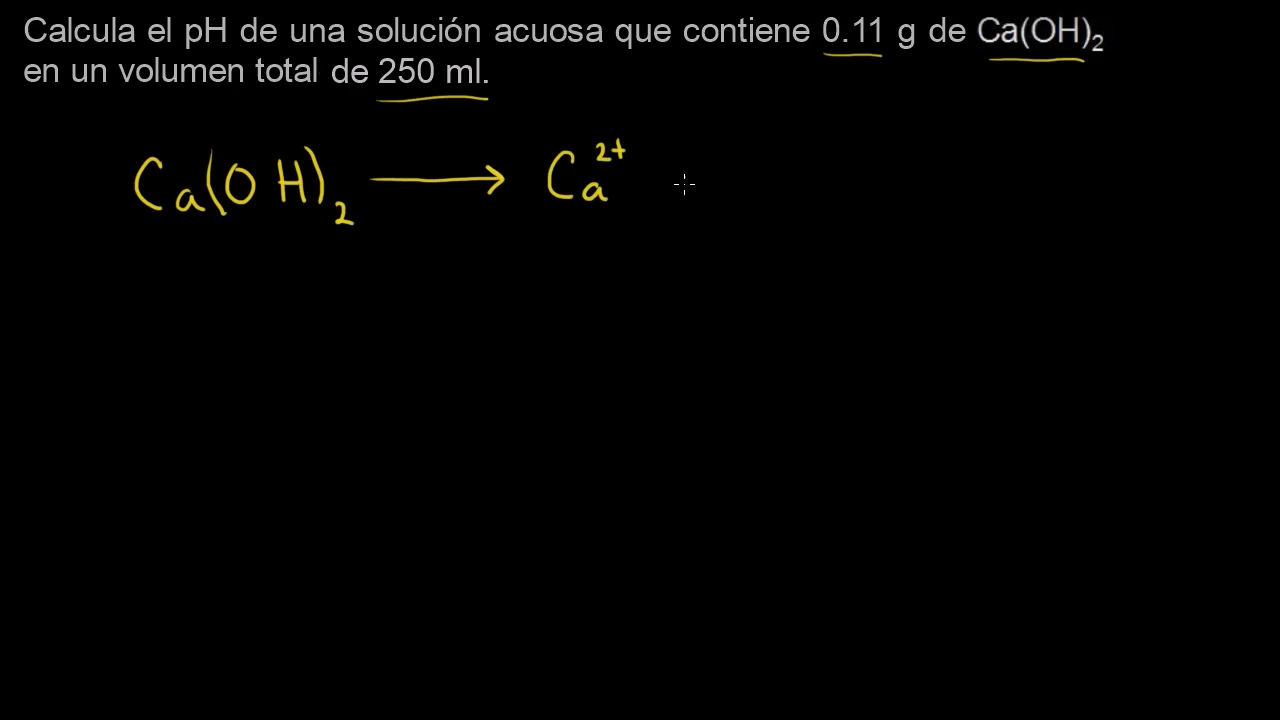 Calcula el pH de una solución acuosa que contiene 0.11 g de Ca(OH)₂
en un volumen total de 250 ml.
Ca(OH)₂ ⟶ Ca²⁺